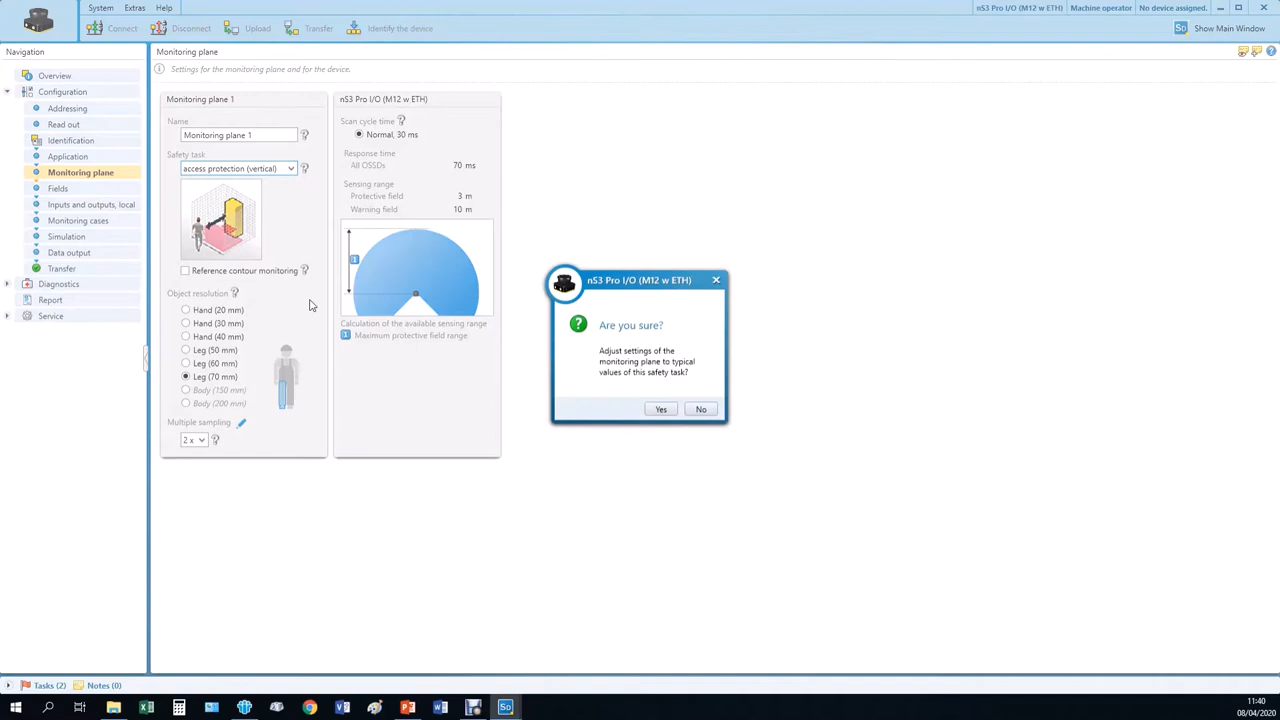 System Extras Help
nS3 Pro I/O (M12 w ETH) Machine operator No device assigned.
Connect Disconnect Upload Transfer Identify the device
SD Show Main Window
Navigation
Monitoring plane
Settings for the monitoring plane and for the device.
Overview
Configuration
Addressing
Read out
Identification
Application
Monitoring plane
Fields
Inputs and outputs, local
Monitoring cases
Simulation
Data output
Transfer
Diagnostics
Report
Service
Monitoring plane 1
Name
Monitoring plane 1
Safety task
access protection (vertical)
Reference contour monitoring
Object resolution
Hand (20 mm)
Hand (30 mm)
Hand (40 mm)
Leg (50 mm)
Leg (60 mm)
Leg (70 mm)
Body (150 mm)
Body (200 mm)
Multiple sampling
2 x
nS3 Pro I/O (M12 w ETH)
Scan cycle time
Normal, 30 ms
Response time
All OSSDs 70 ms
Sensing range
Protective field 3 m
Warning field 10 m
1
Calculation of the available sensing range
1 Maximum protective field range
nS3 Pro I/O (M12 w ETH)
Are you sure?
Adjust settings of the
monitoring plane to typical
values of this safety task?
Yes No
Tasks (2) Notes (0)
11:40
08/04/2020